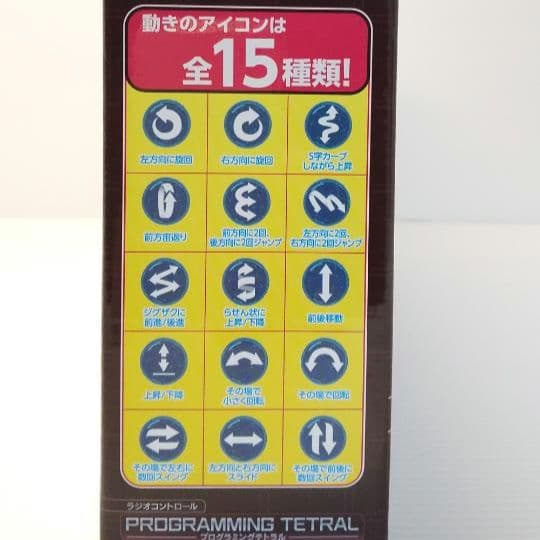 動きのアイコンは
全15種類!
左方向に旋回
右方向に旋回
S字カーブ
しながら上昇
前方宙返り
前方向に2回、
後方向に2回ジャンプ
左方向に2回、
右方向に2回ジャンプ
ジグザグに
前進/後進
らせん状に
上昇/下降
前後移動
上昇/下降
その場で
小さく回転
その場で回転
その場で左右に
数回スイング
左方向と右方向に
スライド
その場で前後に
数回スイング
ラジオコントロール
PROGRAMMING TETRAL
プログラミングテトラル